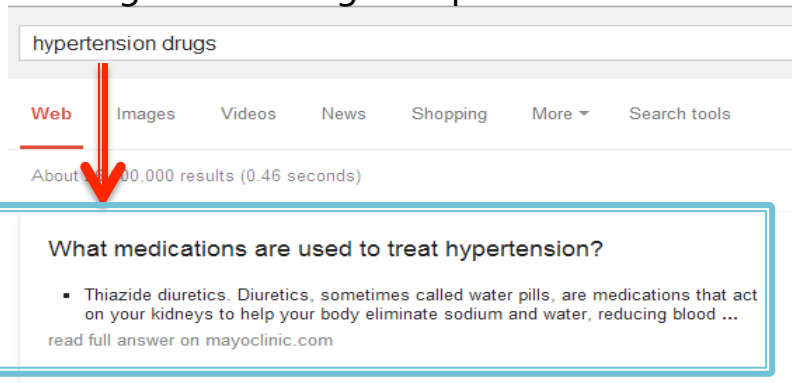 hypertension drugs
Web Images Videos News Shopping More Search tools
About 00,000 results (0.46 seconds)
What medications are used to treat hypertension?
▪ Thiazide diuretics. Diuretics, sometimes called water pills, are medications that act
on your kidneys to help your body eliminate sodium and water, reducing blood ...
read full answer on mayoclinic.com